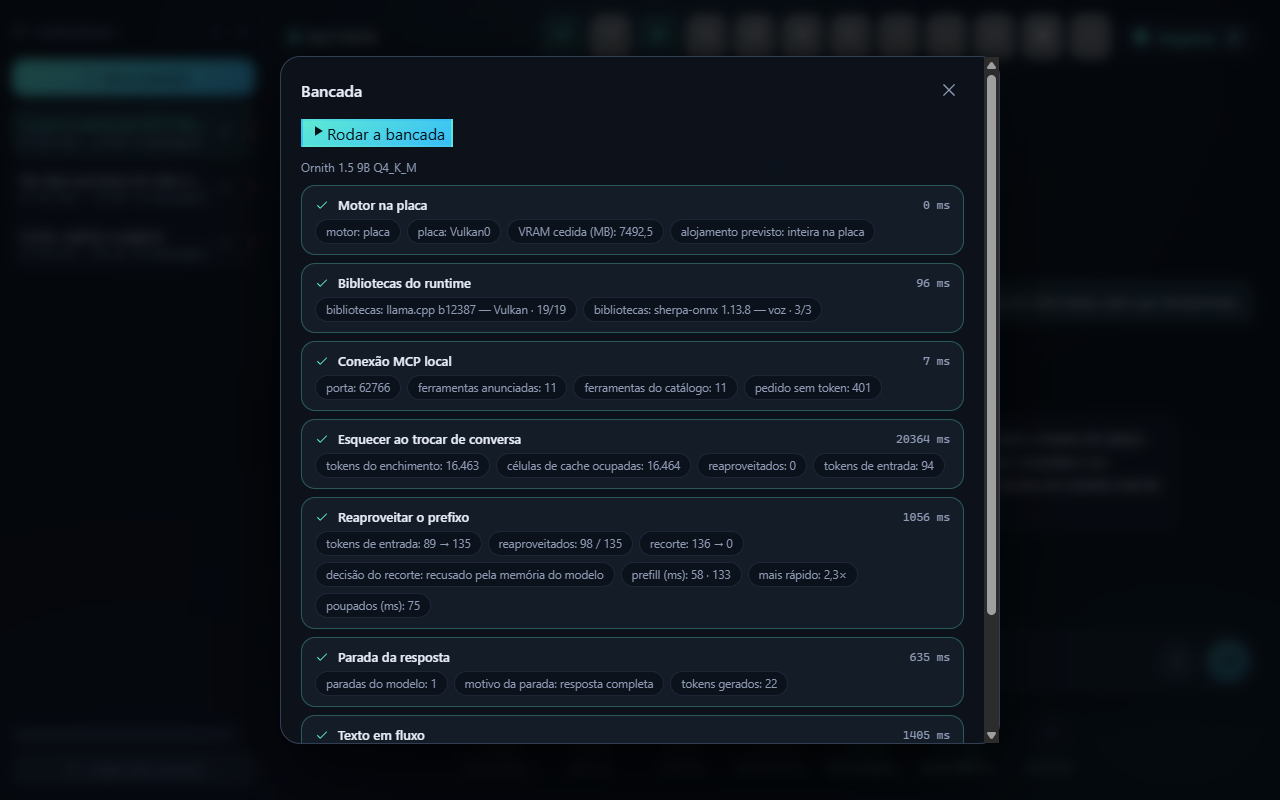 Bancada
Rodar a bancada
Ornith 1.5 9B Q4_K_M
Motor na placa 0 ms
motor: placa placa: Vulkan0 VRAM cedida (MB): 7492,5 alojamento previsto: inteira na placa
Bibliotecas do runtime 96 ms
bibliotecas: llama.cpp b12387 — Vulkan · 19/19 bibliotecas: sherpa-onnx 1.13.8 — voz · 3/3
Conexão MCP local 7 ms
porta: 62766 ferramentas anunciadas: 11 ferramentas do catálogo: 11 pedido sem token: 401
Esquecer ao trocar de conversa 20364 ms
tokens do enchimento: 16.463 células de cache ocupadas: 16.464 reaproveitados: 0 tokens de entrada: 94
Reaproveitar o prefixo 1056 ms
tokens de entrada: 89 → 135 reaproveitados: 98 / 135 recorte: 136 → 0
decisão do recorte: recusado pela memória do modelo prefill (ms): 58 · 133 mais rápido: 2,3×
poupados (ms): 75
Parada da resposta 635 ms
paradas do modelo: 1 motivo da parada: resposta completa tokens gerados: 22
Texto em fluxo 1405 ms